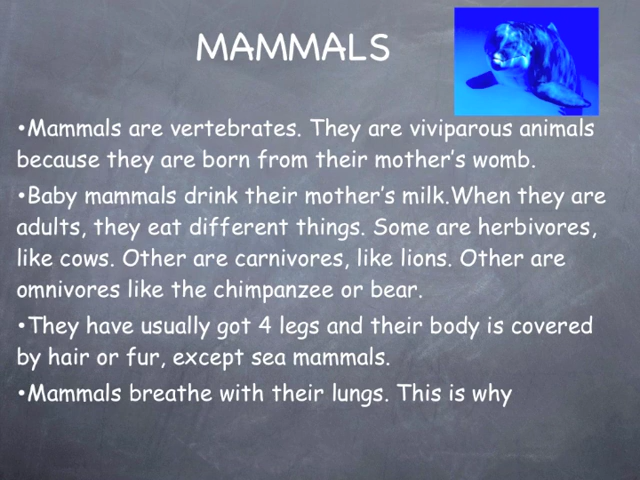 MAMMALS
•Mammals are vertebrates. They are viviparous animals
because they are born from their mother's womb.
•Baby mammals drink their mother's milk.When they are
adults, they eat different things. Some are herbivores,
like cows. Other are carnivores, like lions. Other are
omnivores like the chimpanzee or bear.
•They have usually got 4 legs and their body is covered
by hair or fur, except sea mammals.
•Mammals breathe with their lungs. This is why